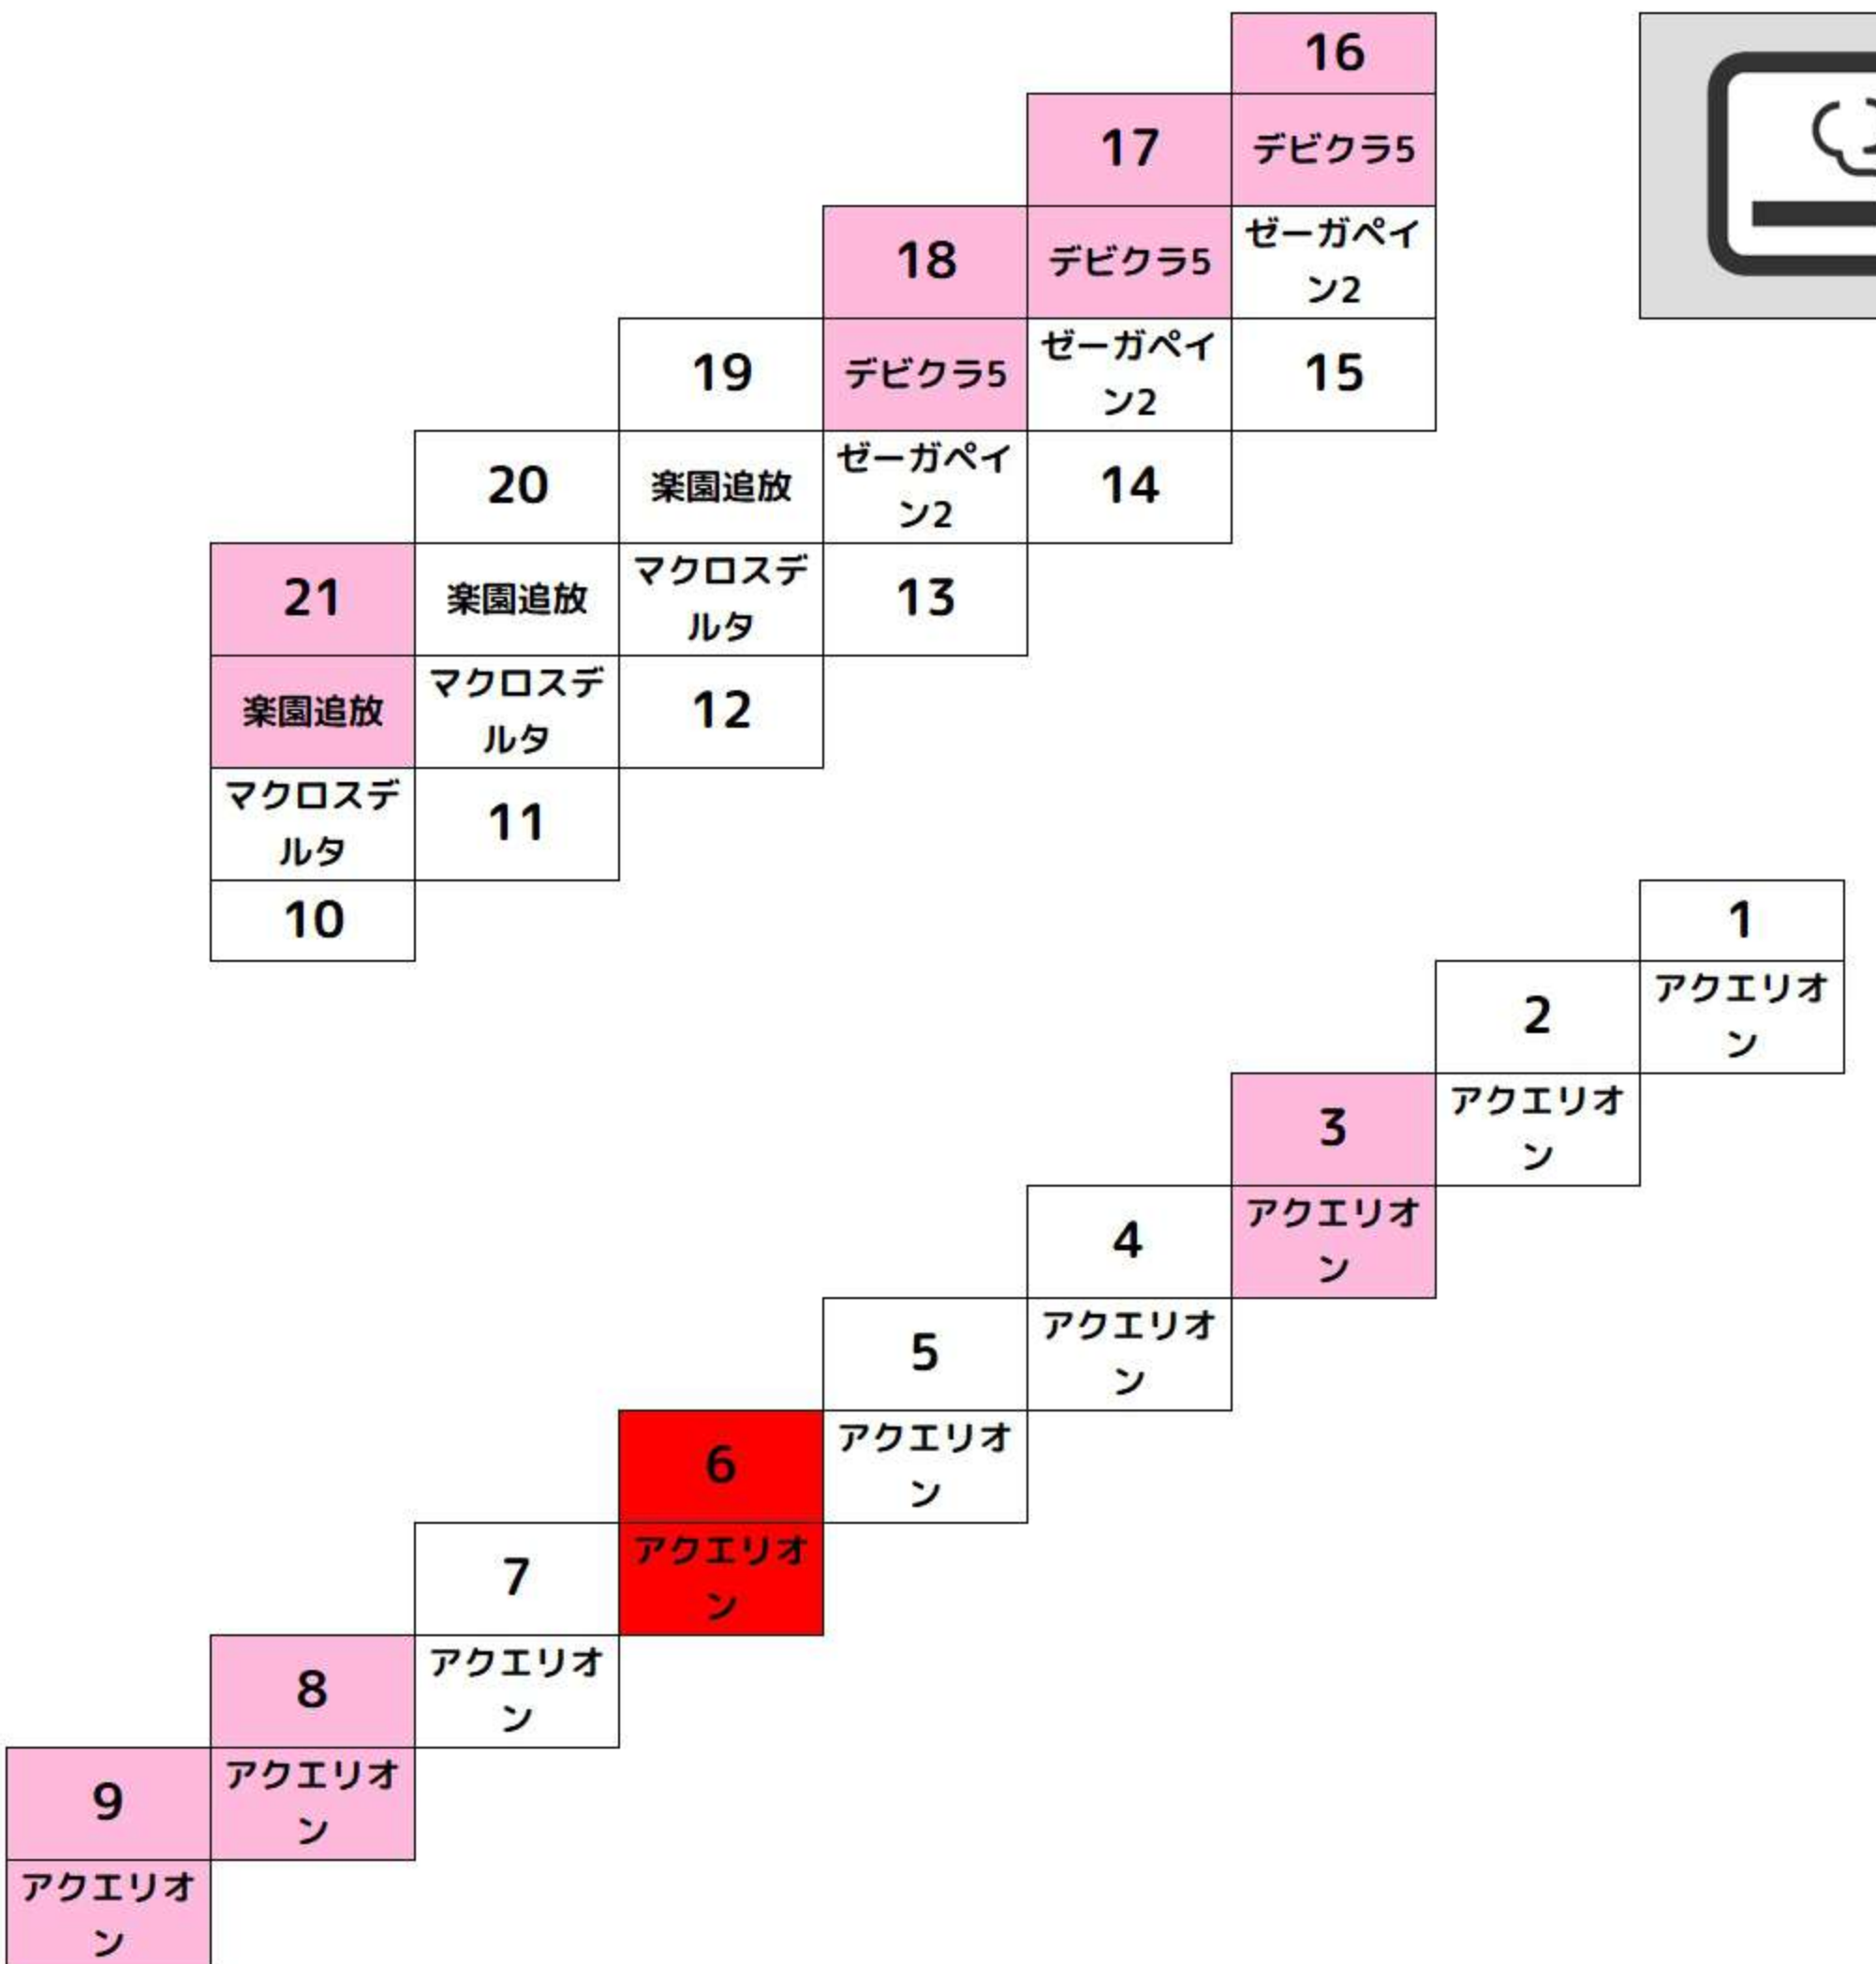 16
17
デビクラ5
18
デビクラ5
ゼーガペイ
ン2
19
デビクラ5
ゼーガペイ
ン2
15
20
楽園追放
ゼーガペイ
ン2
14
21
楽園追放
マクロスデ
ルタ
13
楽園追放
マクロスデ
ルタ
12
マクロスデ
ルタ
11
10
1
2
アクエリオ
ン
3
アクエリオ
ン
4
アクエリオ
ン
5
アクエリオ
ン
6
アクエリオ
ン
7
アクエリオ
ン
8
アクエリオ
ン
9
アクエリオ
ン
アクエリオ
ン